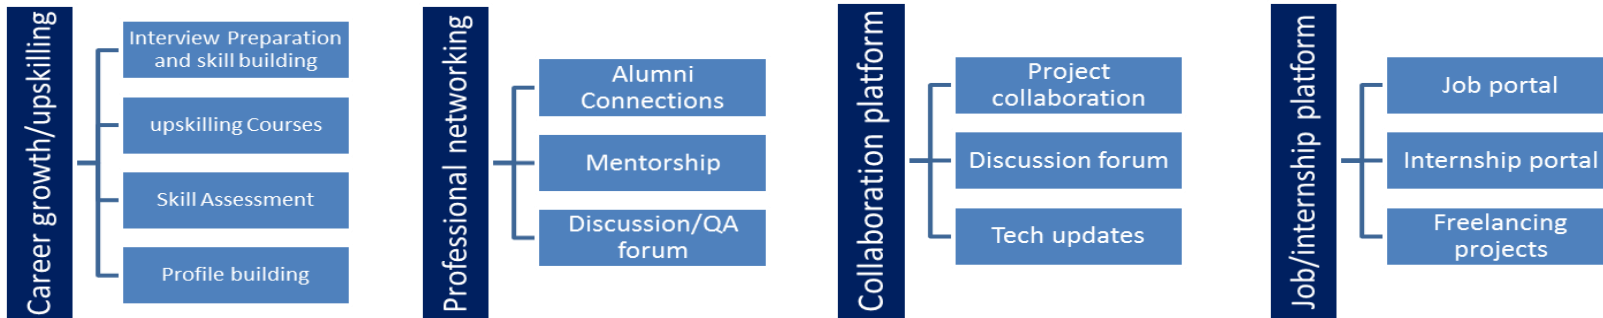 Career growth/upskilling
Interview Preparation
and skill building
upskilling Courses
Skill Assessment
Profile building
Professional networking
Alumni
Connections
Mentorship
Discussion/QA
forum
Collaboration platform
Project
collaboration
Discussion forum
Tech updates
Job/internship platform
Job portal
Internship portal
Freelancing
projects